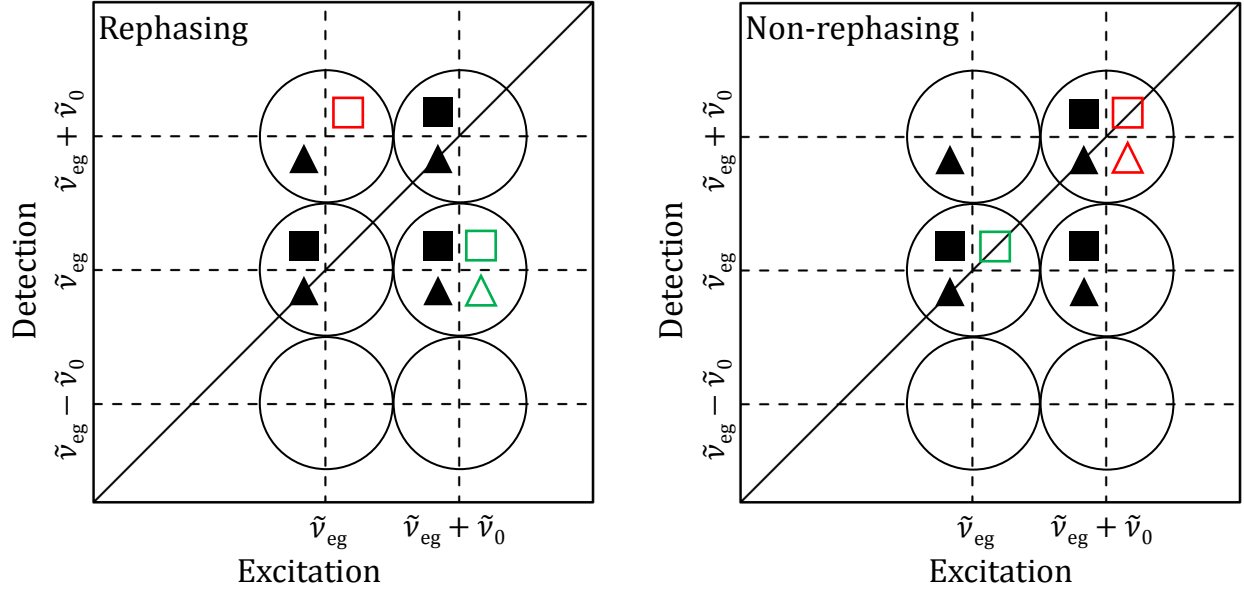 Rephasing
ν̃eg + ν̃0
ν̃eg
ν̃eg − ν̃0
Detection
ν̃eg
ν̃eg + ν̃0
Excitation
Non-rephasing
ν̃eg + ν̃0
ν̃eg
ν̃eg − ν̃0
Detection
ν̃eg
ν̃eg + ν̃0
Excitation